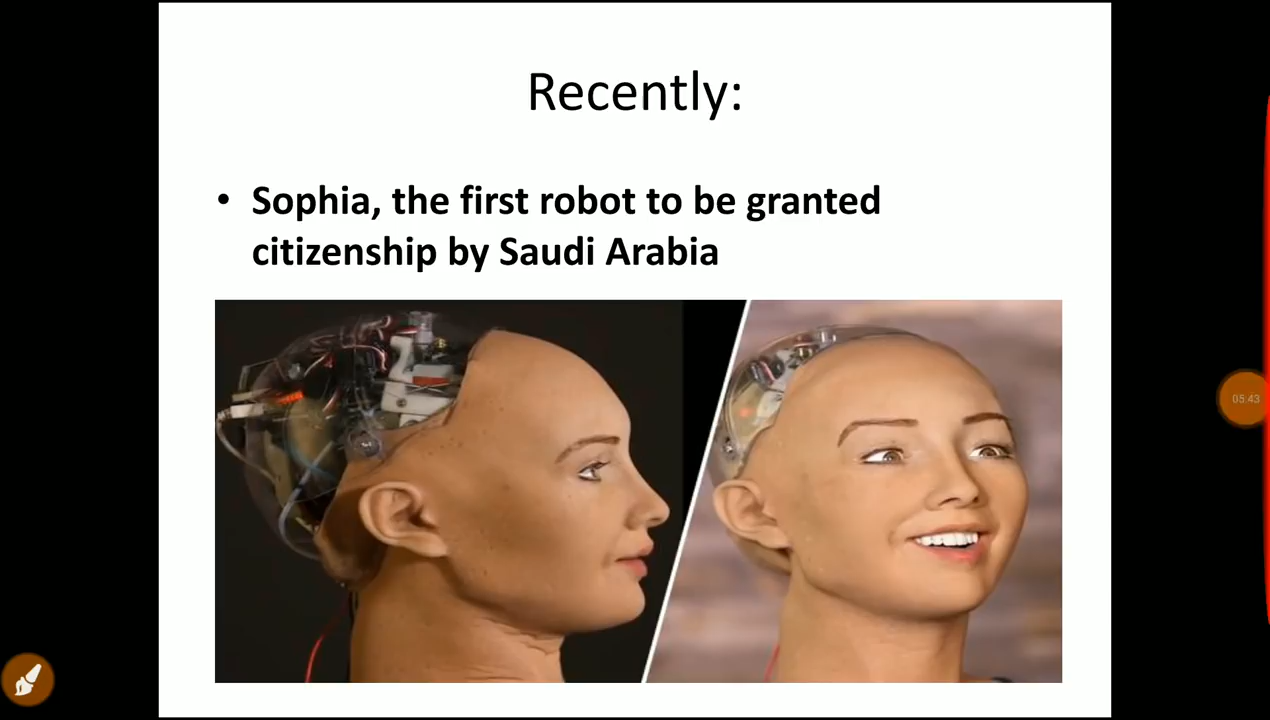 Recently:
• Sophia, the first robot to be granted
citizenship by Saudi Arabia
05:43